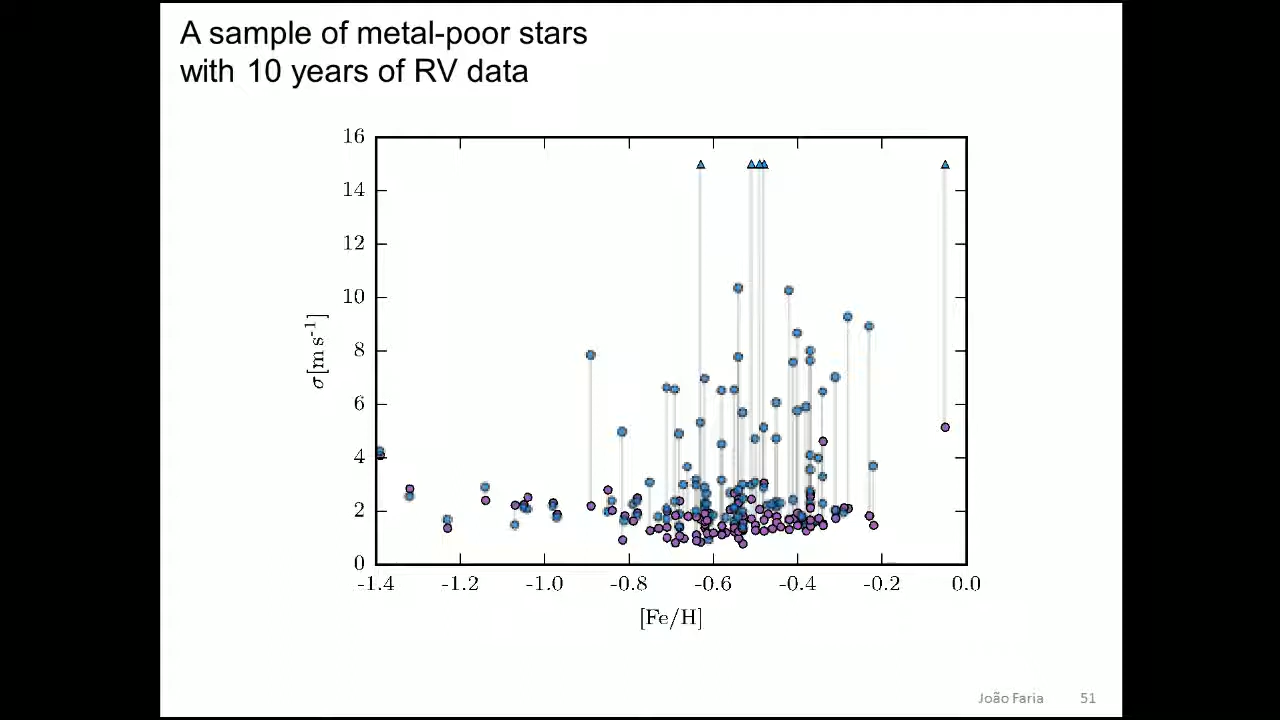 A sample of metal-poor stars
with 10 years of RV data
16
14
12
10
8
6
4
2
0
σ [m s⁻¹]
-1.4 -1.2 -1.0 -0.8 -0.6 -0.4 -0.2 0.0
[Fe/H]
João Faria 51